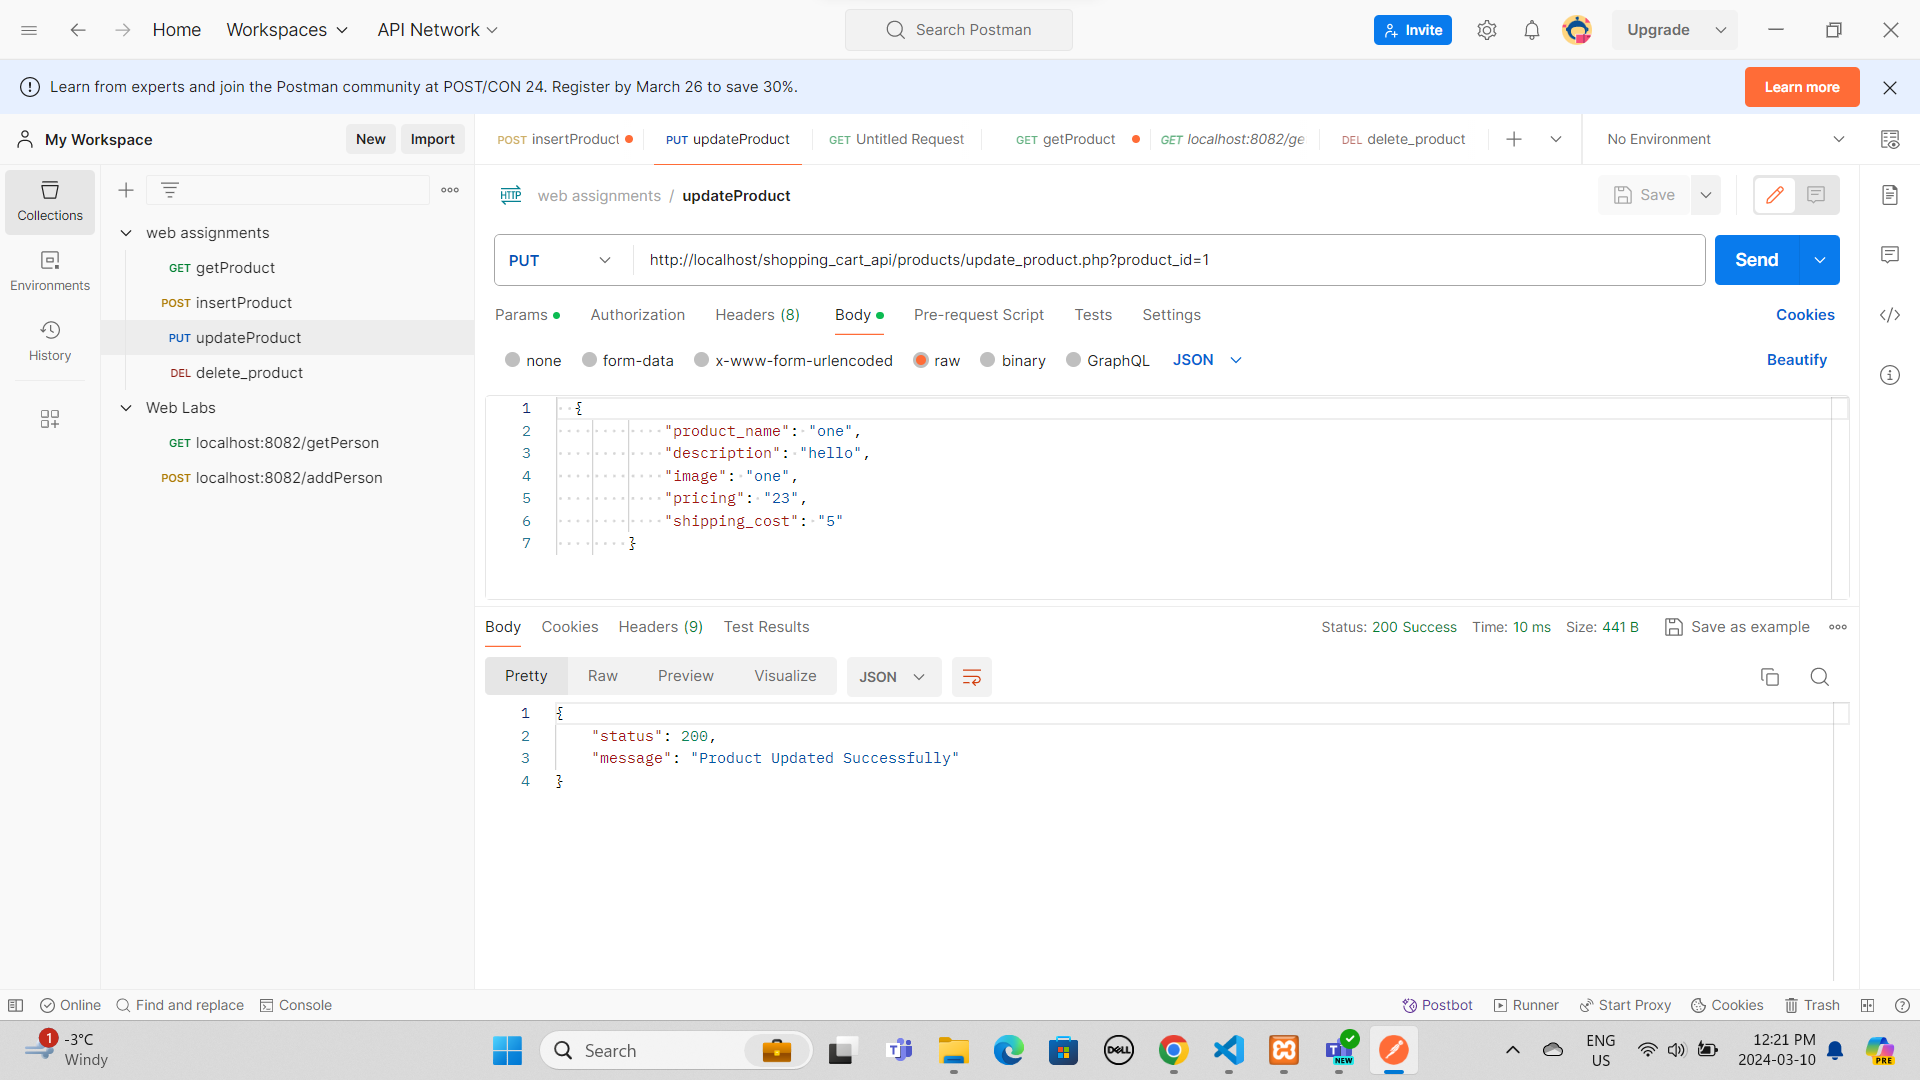 Home Workspaces API Network Search Postman Invite Upgrade
Learn from experts and join the Postman community at POST/CON 24. Register by March 26 to save 30%. Learn more
My Workspace New Import
POST insertProduct PUT updateProduct GET Untitled Request GET getProduct GET localhost:8082/ge DEL delete_product No Environment
Collections
Environments
History
web assignments
GET getProduct
POST insertProduct
PUT updateProduct
DEL delete_product
Web Labs
GET localhost:8082/getPerson
POST localhost:8082/addPerson
HTTP web assignments / updateProduct Save
PUT http://localhost/shopping_cart_api/products/update_product.php?product_id=1 Send
Params Authorization Headers (8) Body Pre-request Script Tests Settings Cookies
none form-data x-www-form-urlencoded raw binary GraphQL JSON Beautify
1 {
2 "product_name": "one",
3 "description": "hello",
4 "image": "one",
5 "pricing": "23",
6 "shipping_cost": "5"
7 }
Body Cookies Headers (9) Test Results Status: 200 Success Time: 10 ms Size: 441 B Save as example
Pretty Raw Preview Visualize JSON
1 {
2 "status": 200,
3 "message": "Product Updated Successfully"
4 }
Online Find and replace Console Postbot Runner Start Proxy Cookies Trash
1 -3°C
Windy
Search
DELL
NEW
ENG
US
12:21 PM
2024-03-10
PRE